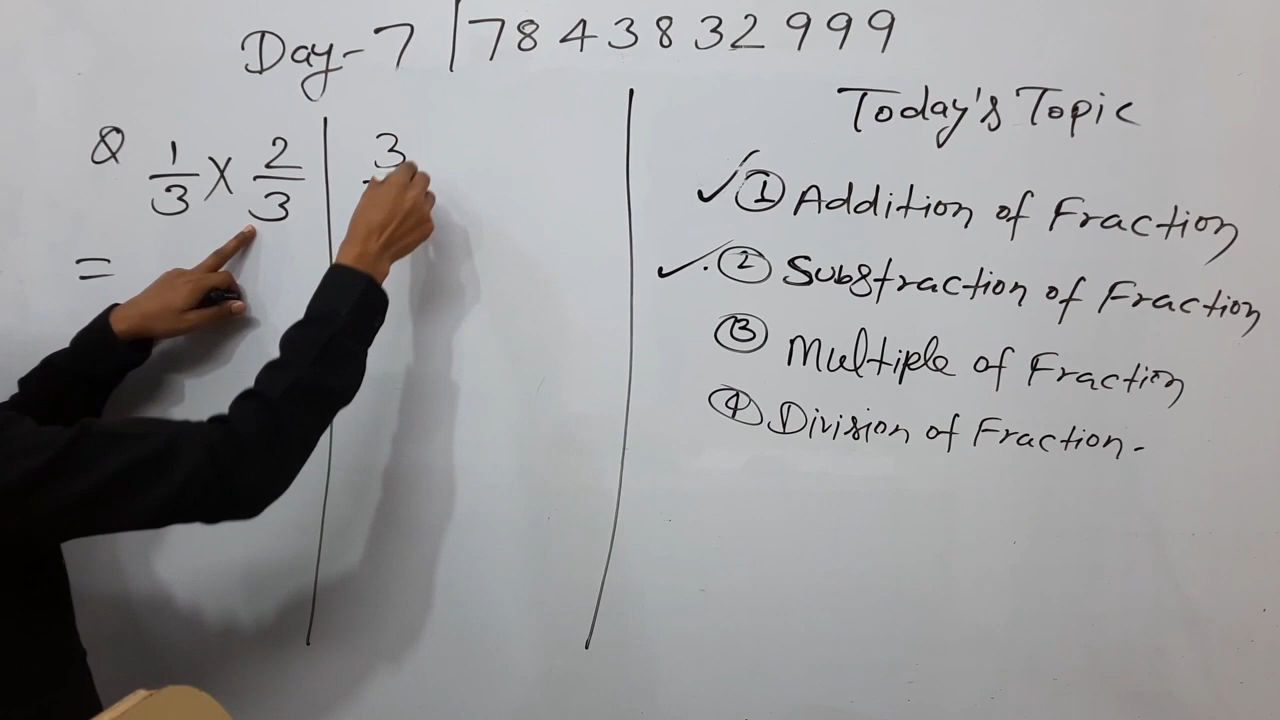 Day-7 | 7843832999
Q 1/3 × 2/3
=
3
Today's Topic
✓ ① Addition of Fraction
✓. ② Subtraction of Fraction
③ Multiple of Fraction
④ Division of Fraction.